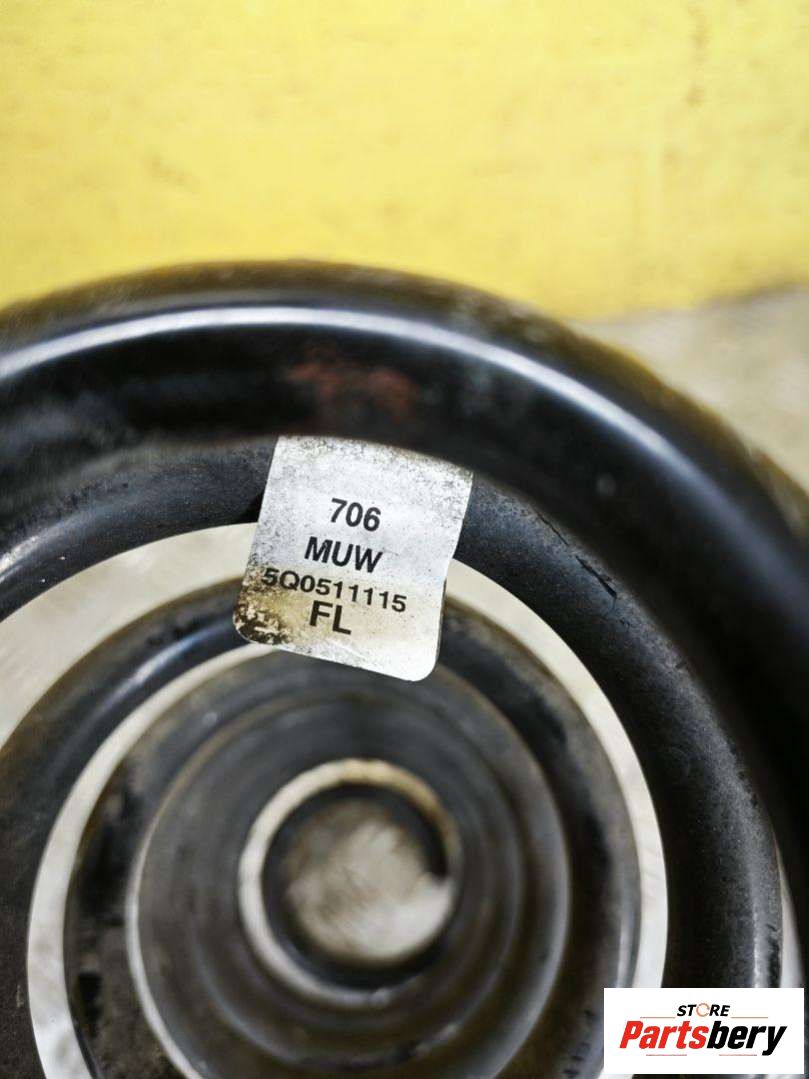 706
MUW
5Q0511115
FL
STORE
Partsbery